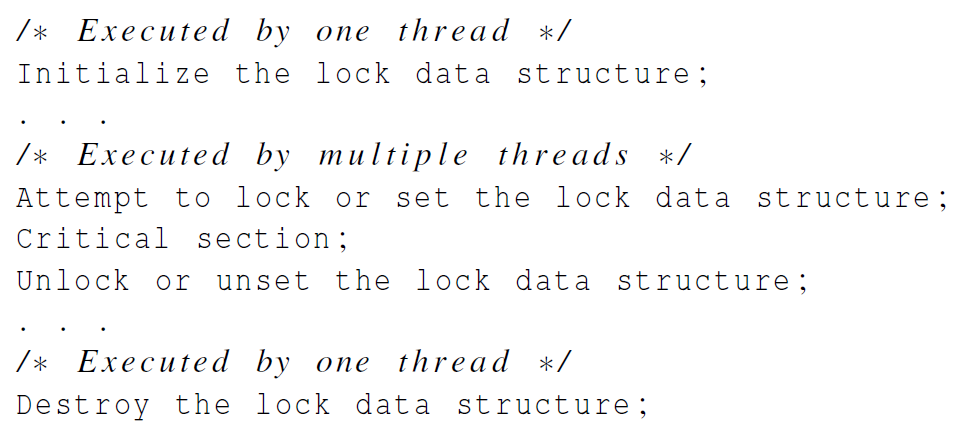 /* Executed by one thread */
Initialize the lock data structure;
. . .
/* Executed by multiple threads */
Attempt to lock or set the lock data structure;
Critical section;
Unlock or unset the lock data structure;
. . .
/* Executed by one thread */
Destroy the lock data structure;